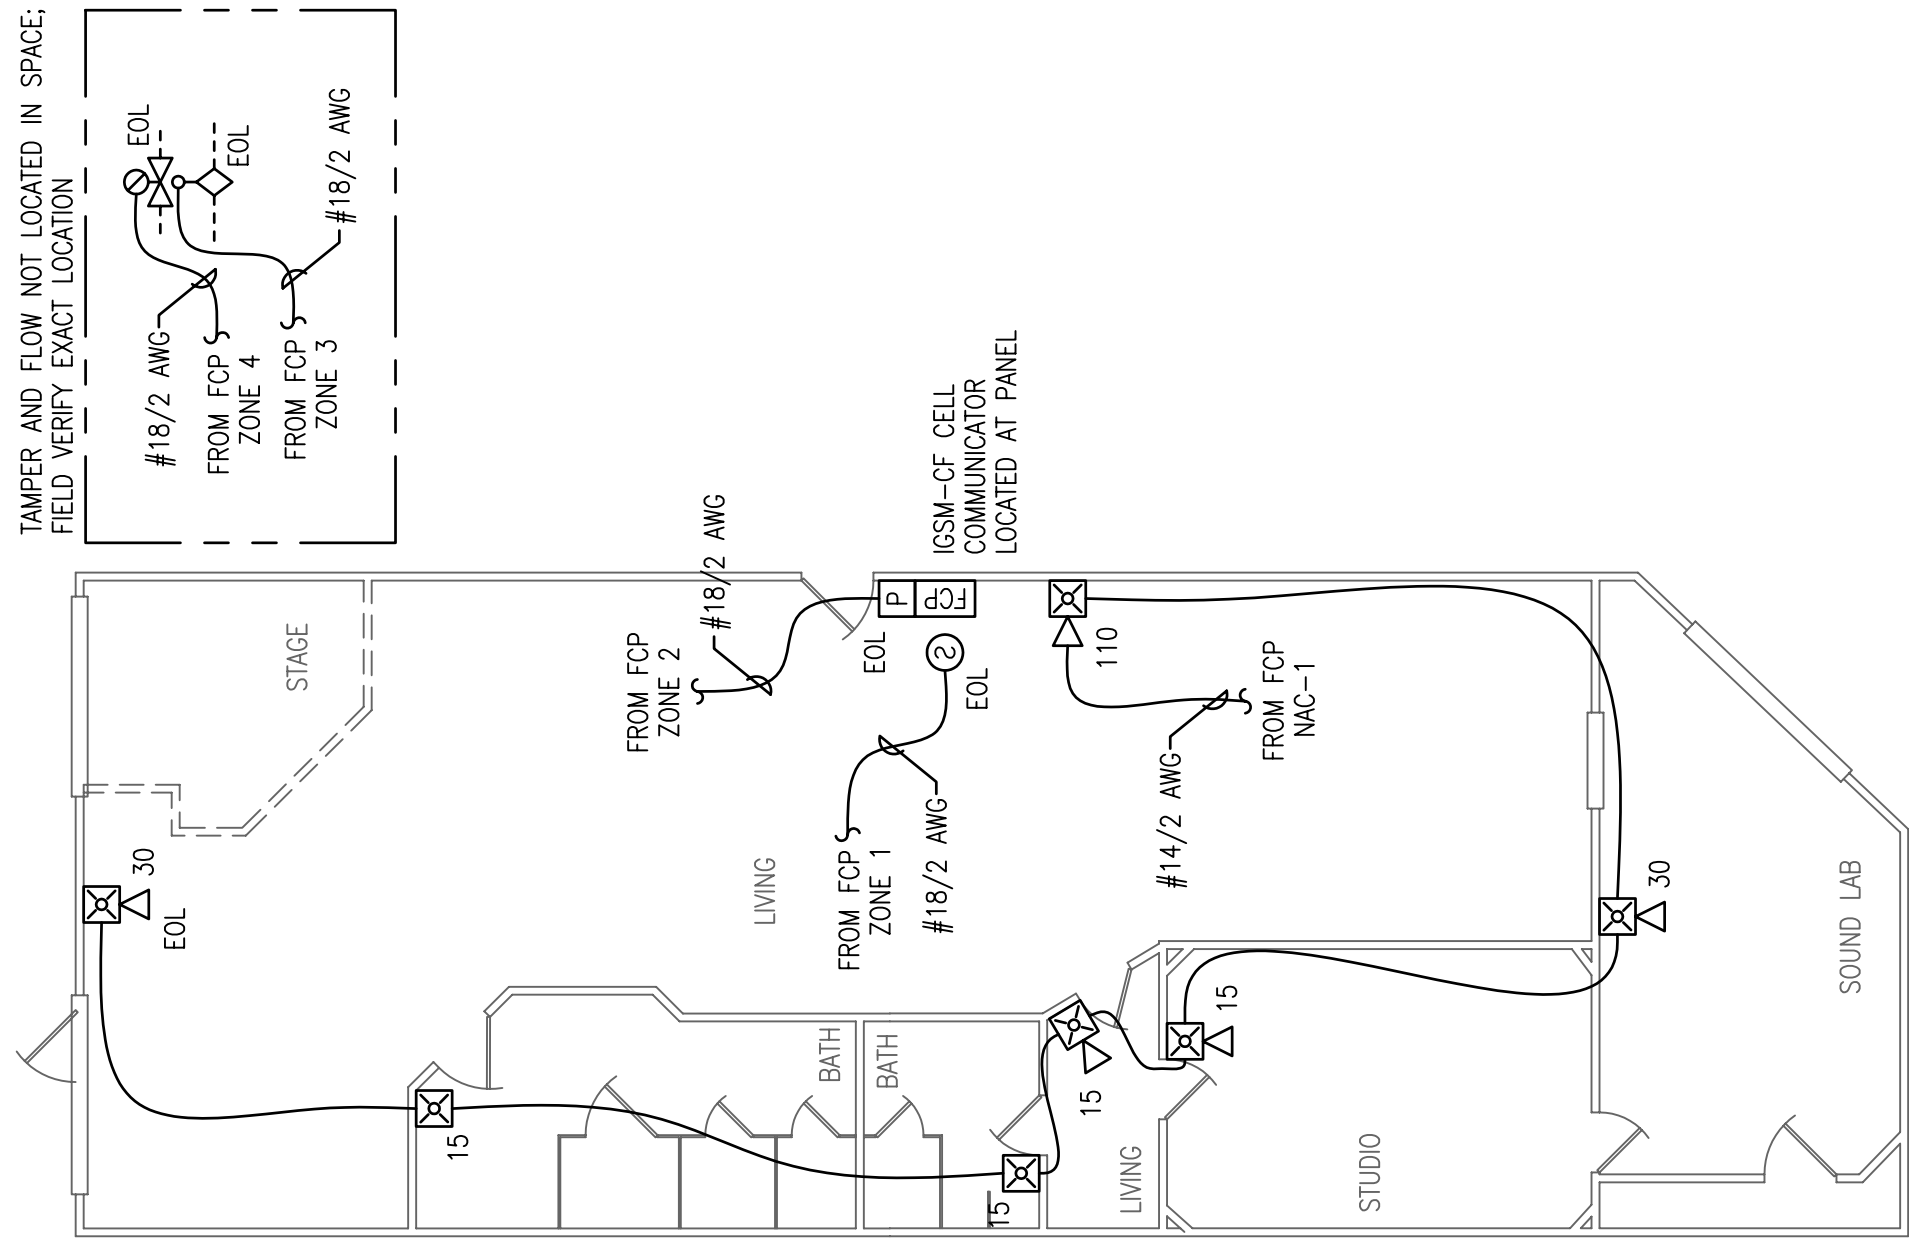 TAMPER AND FLOW NOT LOCATED IN SPACE;
FIELD VERIFY EXACT LOCATION
EOL
EOL
#18/2 AWG
#18/2 AWG
FROM FCP
ZONE 4
FROM FCP
ZONE 3
IGSM-CF CELL
COMMUNICATOR
LOCATED AT PANEL
STAGE
#18/2 AWG
FROM FCP
ZONE 2
P
FCP
EOL
S
EOL
110
FROM FCP
NAC-1
#14/2 AWG
FROM FCP
ZONE 1
#18/2 AWG
LIVING
30
EOL
30
SOUND LAB
15
BATH
BATH
15
15
15
LIVING
STUDIO